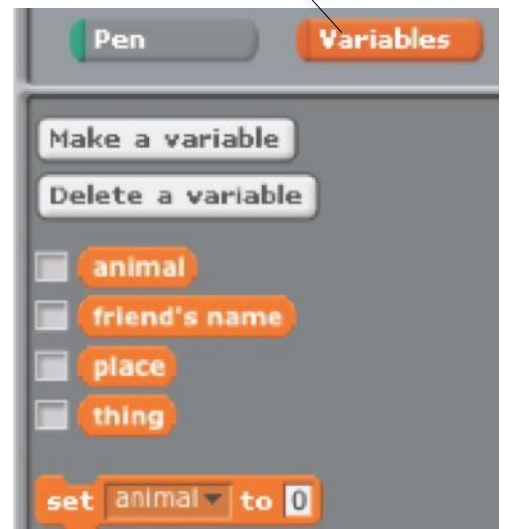 Pen Variables
Make a variable
Delete a variable
animal
friend's name
place
thing
set animal to 0